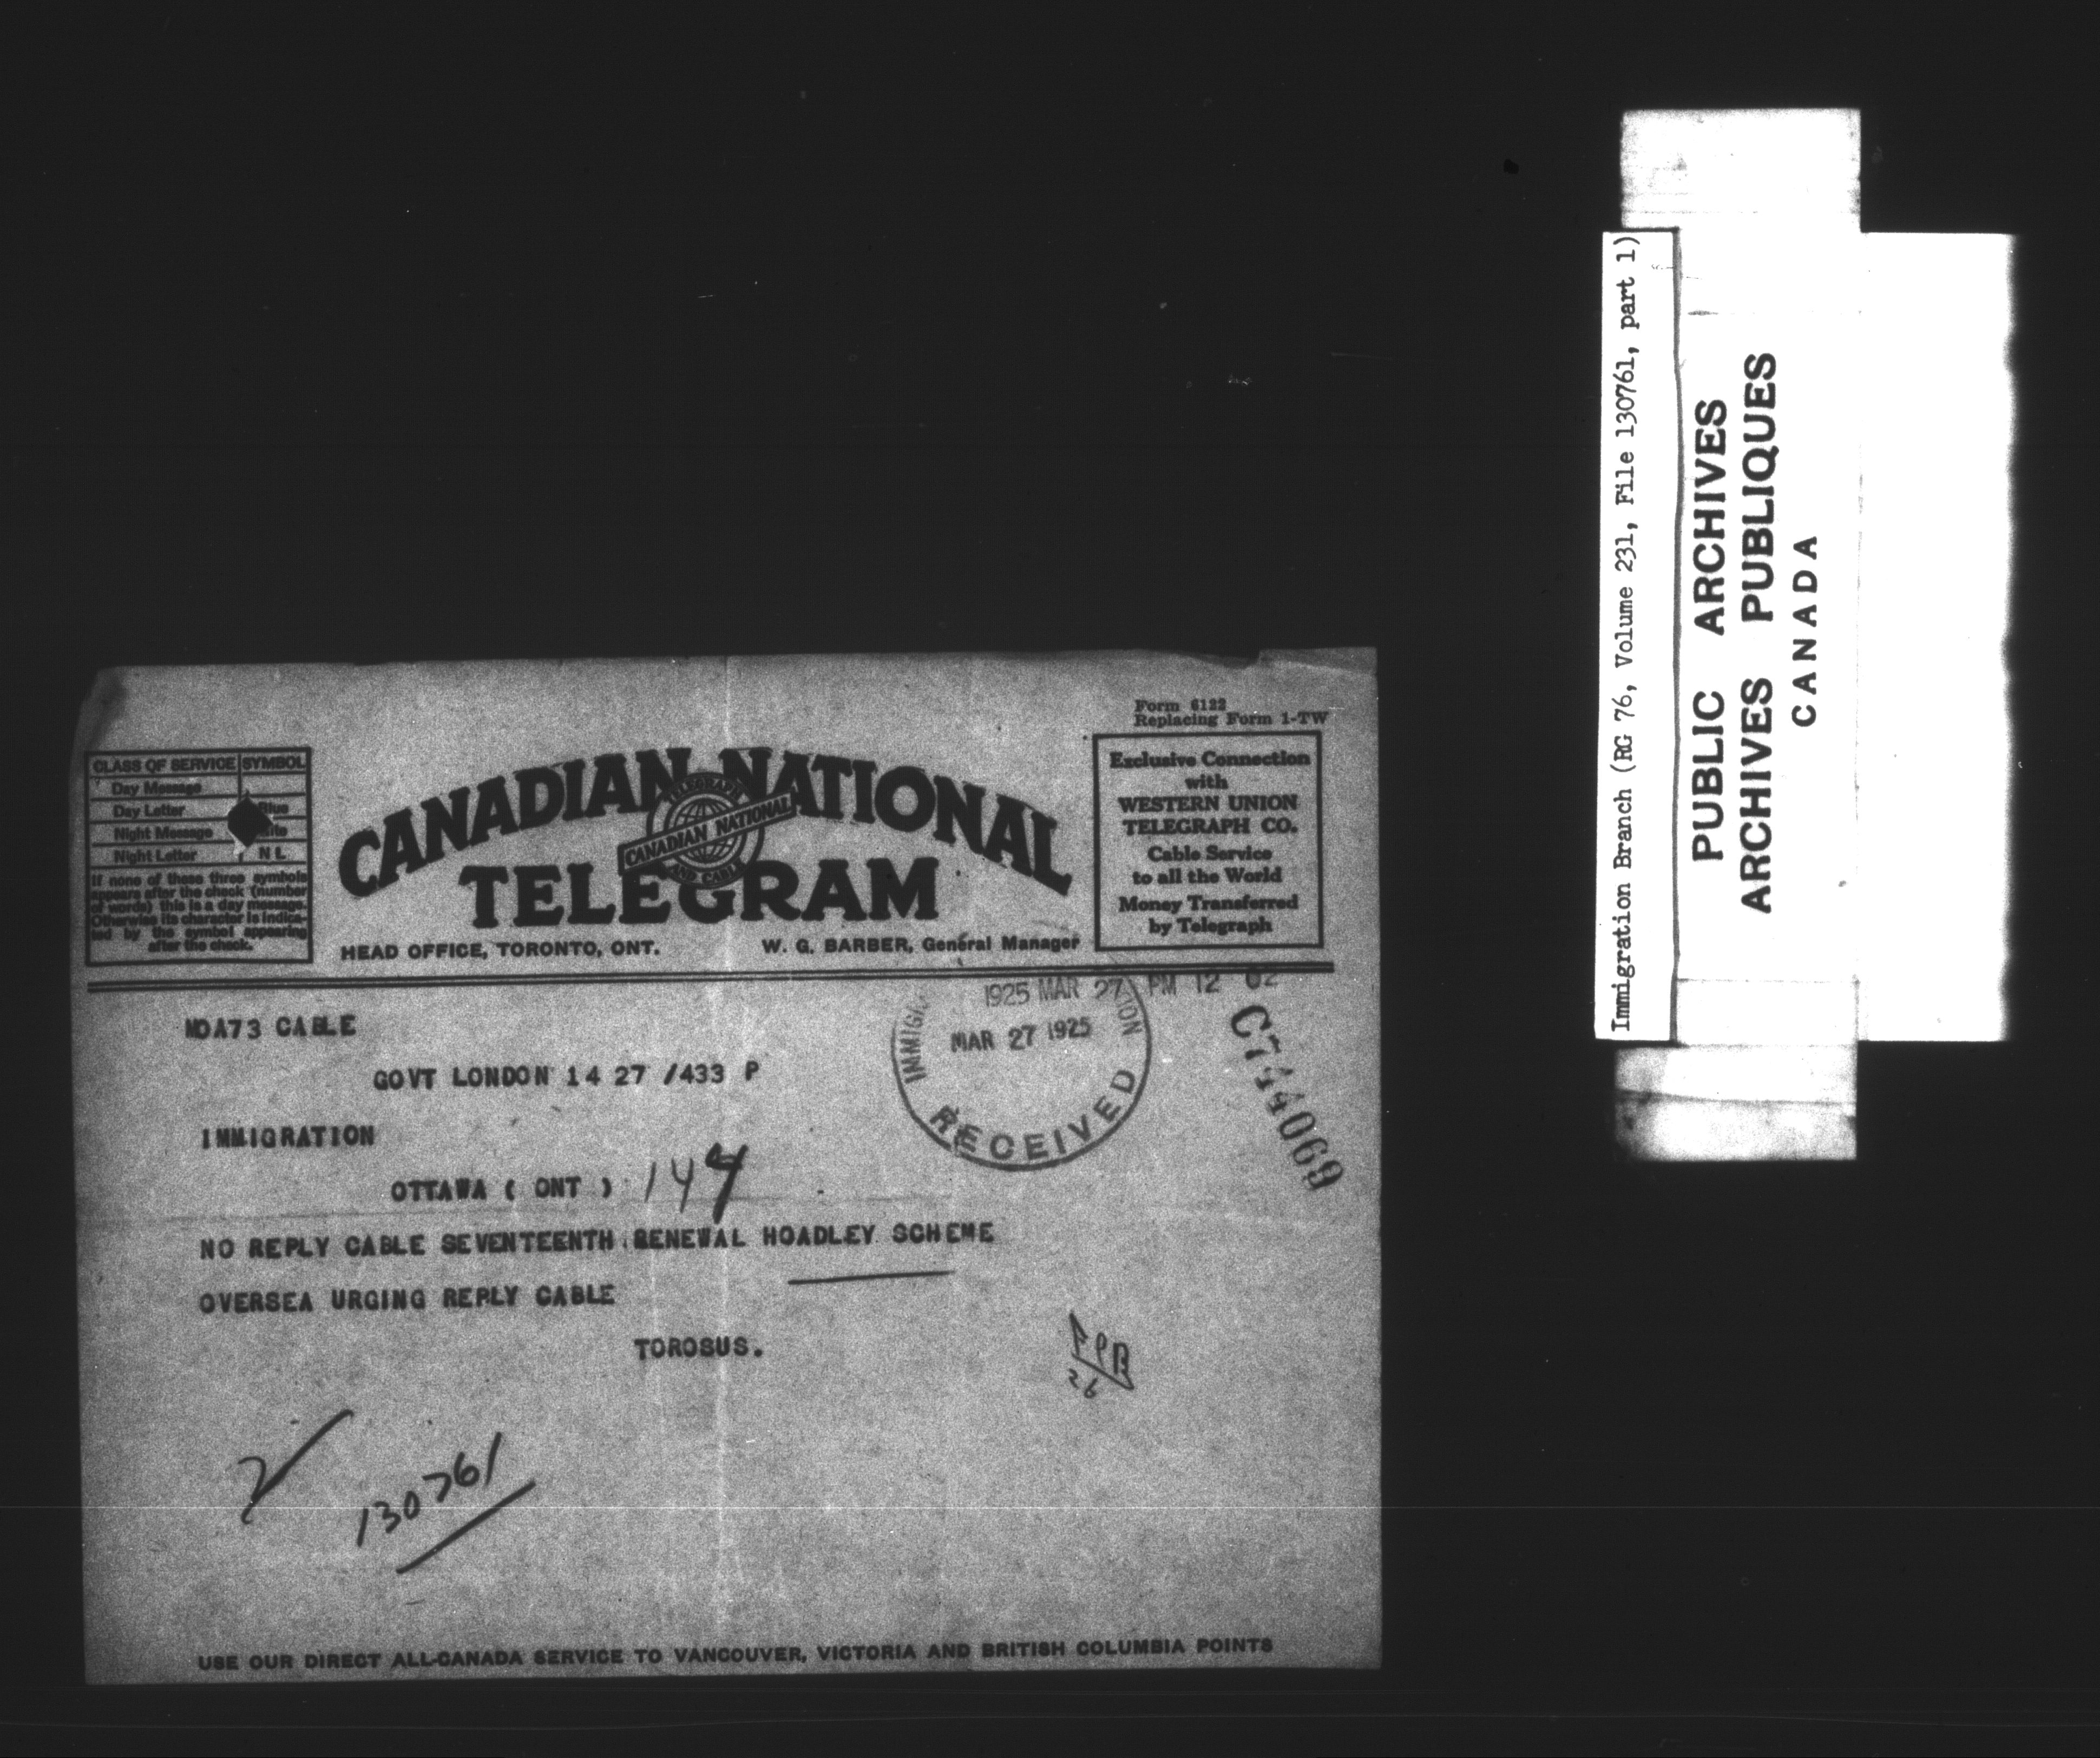 Form 6122
Replacing Form 1-TW
CLASS OF SERVICE SYMBOL
Day Message
Day Letter Blue
Night Message
Night Letter N L
If none of these three symbols
appears after the check (number
of words) this is a day message.
Otherwise its character is indica-
ted by the symbol appearing
after the check.
CANADIAN NATIONAL
TELEGRAPH
CANADIAN NATIONAL
AND CABLE
TELEGRAM
HEAD OFFICE, TORONTO, ONT. W. G. BARBER, General Manager
Exclusive Connection
with
WESTERN UNION
TELEGRAPH CO.
Cable Service
to all the World
Money Transferred
by Telegraph
1925 MAR 27 PM 12 02
MAR 27 1925
RECEIVED
C744069
MDA73 CABLE
GOVT LONDON 14 27 /433 P
IMMIGRATION
OTTAWA ( ONT ) 144
NO REPLY CABLE SEVENTEENTH RENEWAL HOADLEY SCHEME
OVERSEA URGING REPLY CABLE
TOROSUS.
26
130761
USE OUR DIRECT ALL-CANADA SERVICE TO VANCOUVER, VICTORIA AND BRITISH COLUMBIA POINTS
Immigration Branch (RG 76, Volume 231, File 130761, part 1)
PUBLIC ARCHIVES
ARCHIVES PUBLIQUES
CANADA